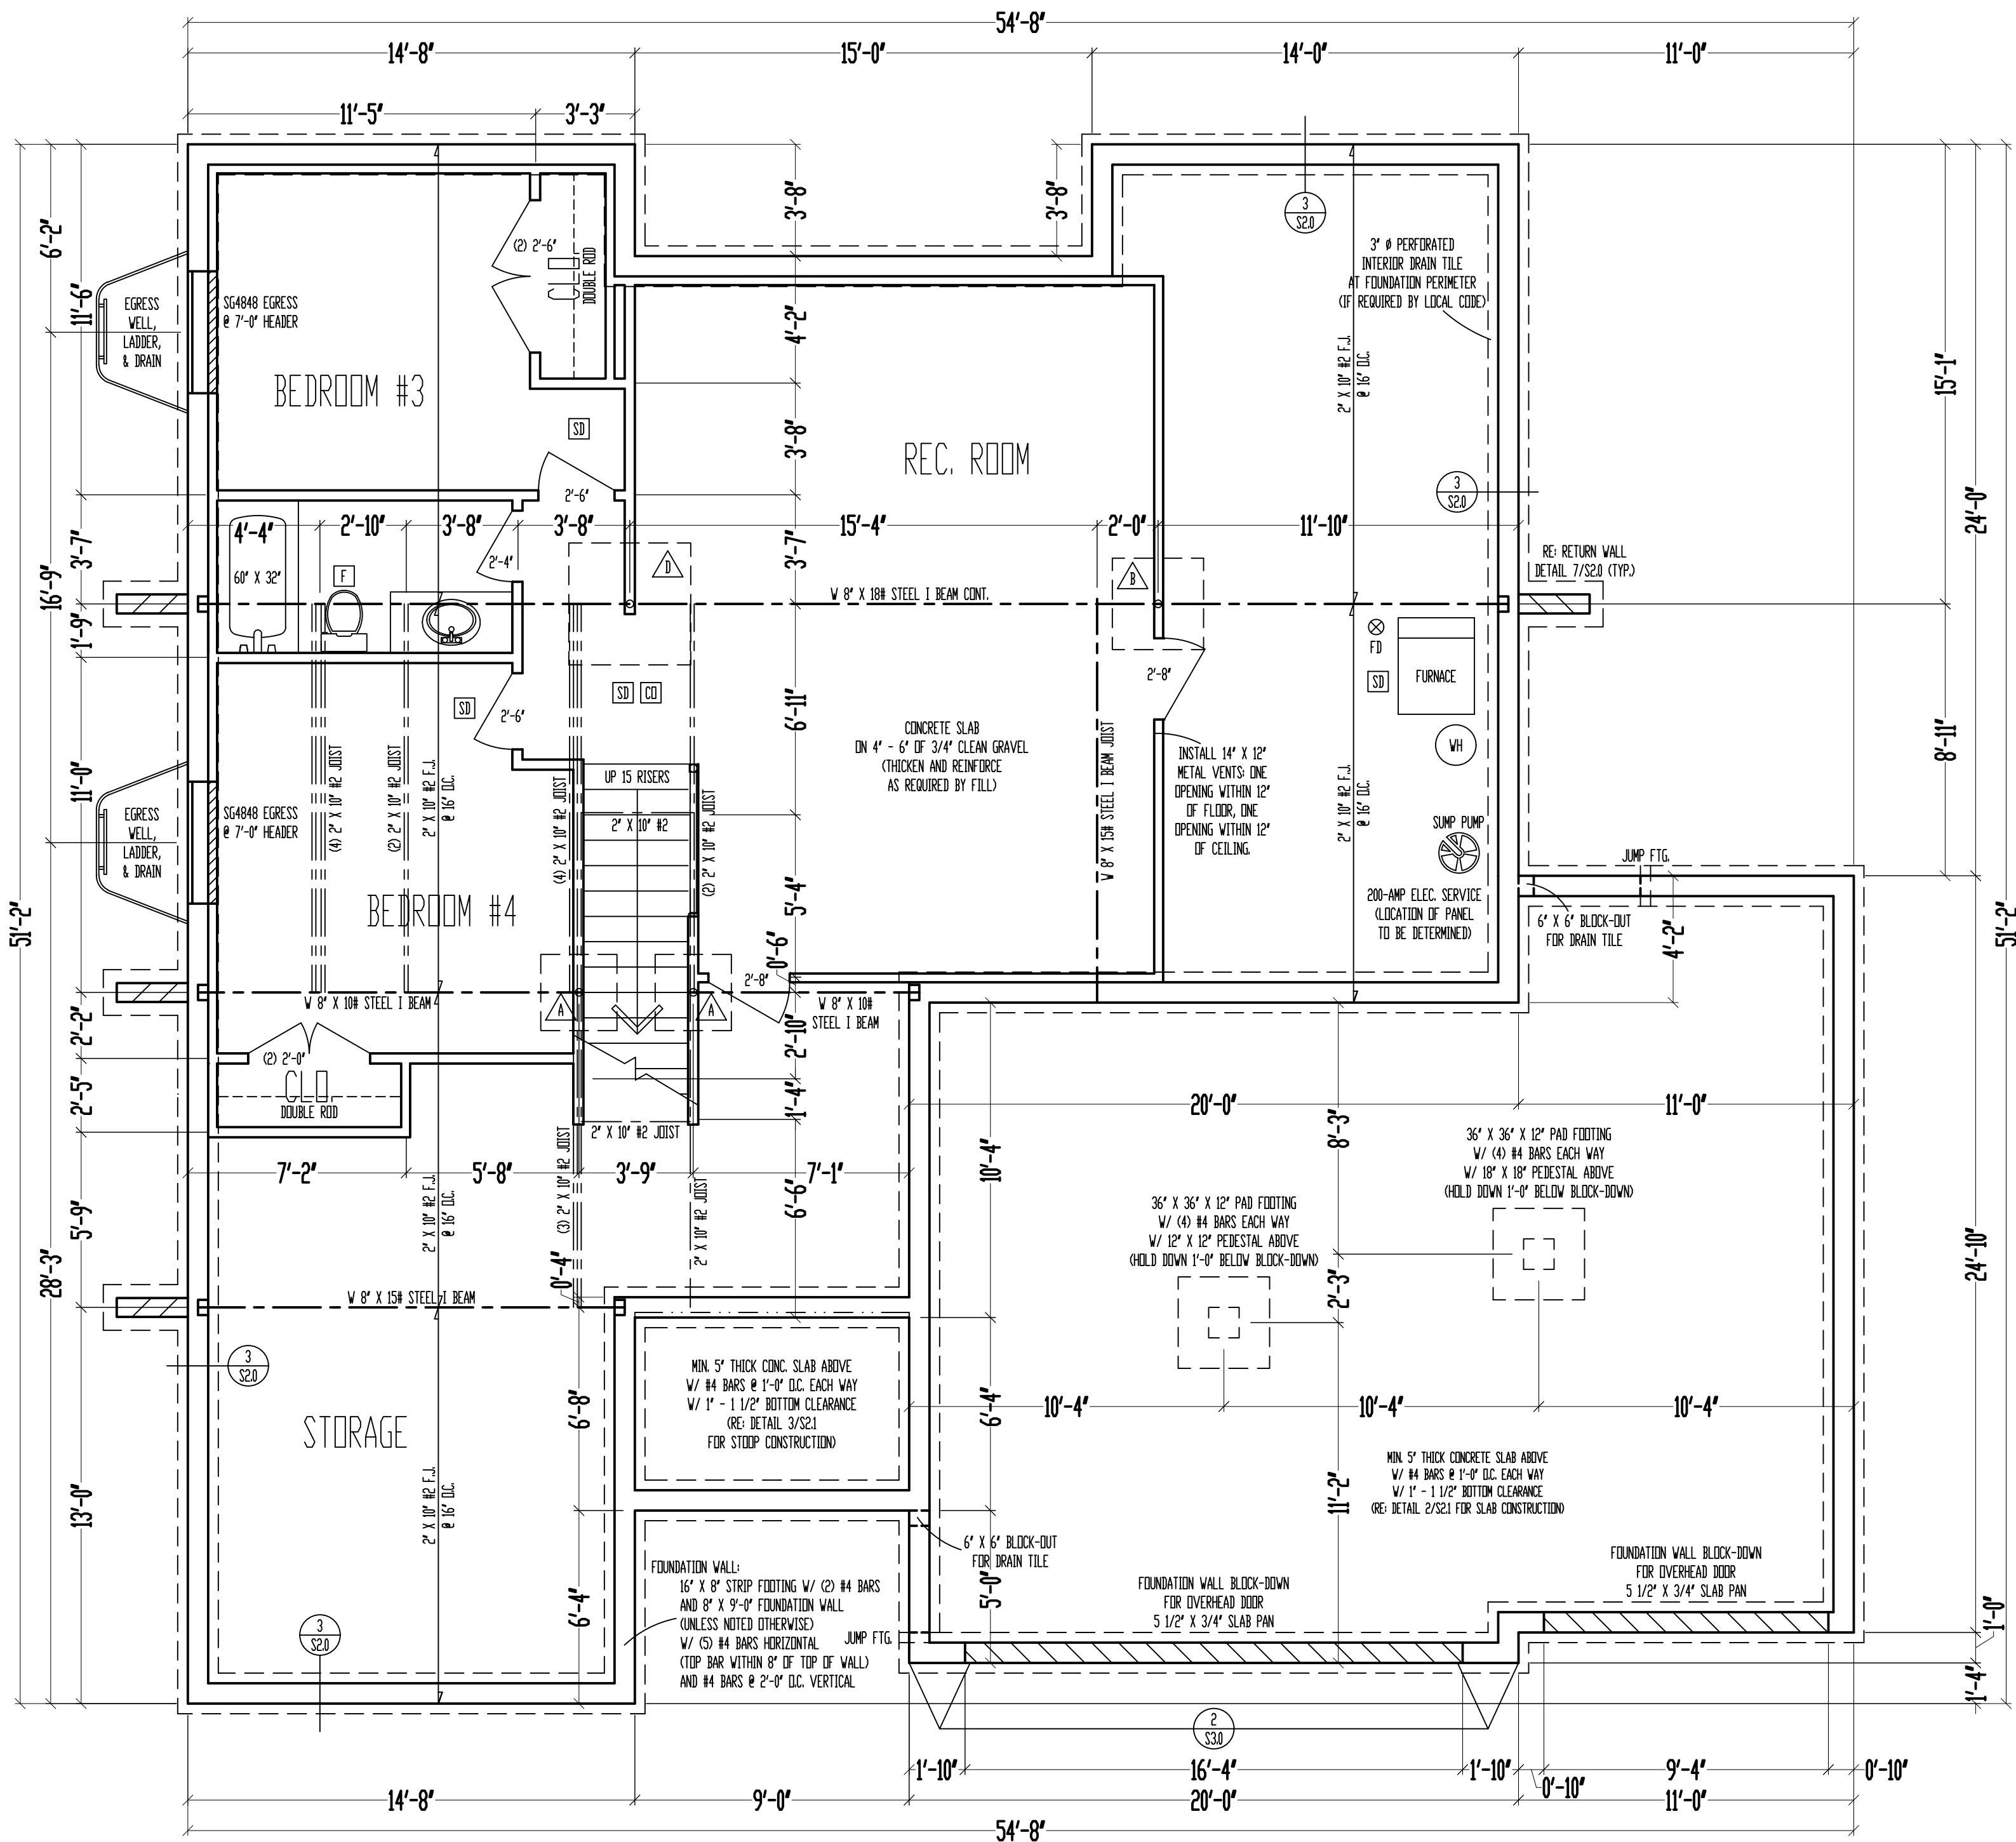 54'-8"
14'-8"
15'-0"
14'-0"
11'-0"
11'-5"
3'-3"
51'-2"
6'-2"
16'-9"
28'-3"
11'-6"
3'-7"
1'-9"
11'-0"
2'-2"
2'-5"
5'-9"
13'-0"
3'-8"
4'-2"
3'-8"
3'-7"
6'-11"
5'-4"
0'-6"
2'-10"
1'-4"
6'-6"
3'-8"
15'-1"
8'-11"
24'-0"
24'-10"
1'-0"
1'-4"
51'-2"
EGRESS
WELL,
LADDER,
& DRAIN
SG4848 EGRESS
@ 7'-0" HEADER
BEDROOM #3
(2) 2'-6"
CLO.
DOUBLE ROD
SD
2'-6"
REC. ROOM
3
S2.0
3" Ø PERFORATED
INTERIOR DRAIN TILE
AT FOUNDATION PERIMETER
(IF REQUIRED BY LOCAL CODE)
2" X 10" #2 F.J.
@ 16" O.C.
3
S2.0
4'-4"
2'-10"
3'-8"
3'-8"
15'-4"
2'-0"
11'-10"
60" X 32"
F
2'-4"
D
W 8" X 18# STEEL I BEAM CONT.
B
RE: RETURN WALL
DETAIL 7/S2.0 (TYP.)
FD
SD
FURNACE
WH
2'-8"
SD
2'-6"
SD
CO
CONCRETE SLAB
ON 4" - 6" OF 3/4" CLEAN GRAVEL
(THICKEN AND REINFORCE
AS REQUIRED BY FILL)
W 8" X 15# STEEL I BEAM JOIST
INSTALL 14" X 12"
METAL VENTS: ONE
OPENING WITHIN 12"
OF FLOOR, ONE
OPENING WITHIN 12"
OF CEILING.
2" X 10" #2 F.J.
@ 16" O.C.
SUMP PUMP
200-AMP ELEC. SERVICE
(LOCATION OF PANEL
TO BE DETERMINED)
JUMP FTG.
6" X 6" BLOCK-OUT
FOR DRAIN TILE
4'-2"
EGRESS
WELL,
LADDER,
& DRAIN
SG4848 EGRESS
@ 7'-0" HEADER
(4) 2" X 10" #2 JOIST
(2) 2" X 10" #2 JOIST
2" X 10" #2 F.J.
@ 16" O.C.
(4) 2" X 10" #2 JOIST
UP 15 RISERS
2" X 10" #2
(2) 2" X 10" #2 JOIST
BEDROOM #4
W 8" X 10# STEEL I BEAM
A
A
2'-8"
W 8" X 10#
STEEL I BEAM
(2) 2'-0"
CLO.
DOUBLE ROD
2" X 10" #2 JOIST
7'-2"
5'-8"
3'-9"
7'-1"
2" X 10" #2 F.J.
@ 16" O.C.
(3) 2" X 10" #2 JOIST
2" X 10" #2 JOIST
0'-4"
W 8" X 15# STEEL I BEAM
3
S2.0
STORAGE
2" X 10" #2 F.J.
@ 16" O.C.
6'-8"
6'-4"
3
S2.0
MIN. 5" THICK CONC. SLAB ABOVE
W/ #4 BARS @ 1'-0" O.C. EACH WAY
W/ 1" - 1 1/2" BOTTOM CLEARANCE
(RE: DETAIL 3/S2.1
FOR STOOP CONSTRUCTION)
FOUNDATION WALL:
16" X 8" STRIP FOOTING W/ (2) #4 BARS
AND 8" X 9'-0" FOUNDATION WALL
(UNLESS NOTED OTHERWISE)
W/ (5) #4 BARS HORIZONTAL
(TOP BAR WITHIN 8" OF TOP OF WALL)
AND #4 BARS @ 2'-0" O.C. VERTICAL
JUMP FTG.
6" X 6" BLOCK-OUT
FOR DRAIN TILE
10'-4"
6'-4"
5'-0"
20'-0"
11'-0"
8'-3"
2'-3"
11'-2"
36" X 36" X 12" PAD FOOTING
W/ (4) #4 BARS EACH WAY
W/ 12" X 12" PEDESTAL ABOVE
(HOLD DOWN 1'-0" BELOW BLOCK-DOWN)
36" X 36" X 12" PAD FOOTING
W/ (4) #4 BARS EACH WAY
W/ 18" X 18" PEDESTAL ABOVE
(HOLD DOWN 1'-0" BELOW BLOCK-DOWN)
10'-4"
10'-4"
10'-4"
MIN. 5" THICK CONCRETE SLAB ABOVE
W/ #4 BARS @ 1'-0" O.C. EACH WAY
W/ 1" - 1 1/2" BOTTOM CLEARANCE
(RE: DETAIL 2/S2.1 FOR SLAB CONSTRUCTION)
FOUNDATION WALL BLOCK-DOWN
FOR OVERHEAD DOOR
5 1/2" X 3/4" SLAB PAN
FOUNDATION WALL BLOCK-DOWN
FOR OVERHEAD DOOR
5 1/2" X 3/4" SLAB PAN
2
S3.0
1'-10"
16'-4"
1'-10"
0'-10"
9'-4"
0'-10"
14'-8"
9'-0"
20'-0"
11'-0"
54'-8"